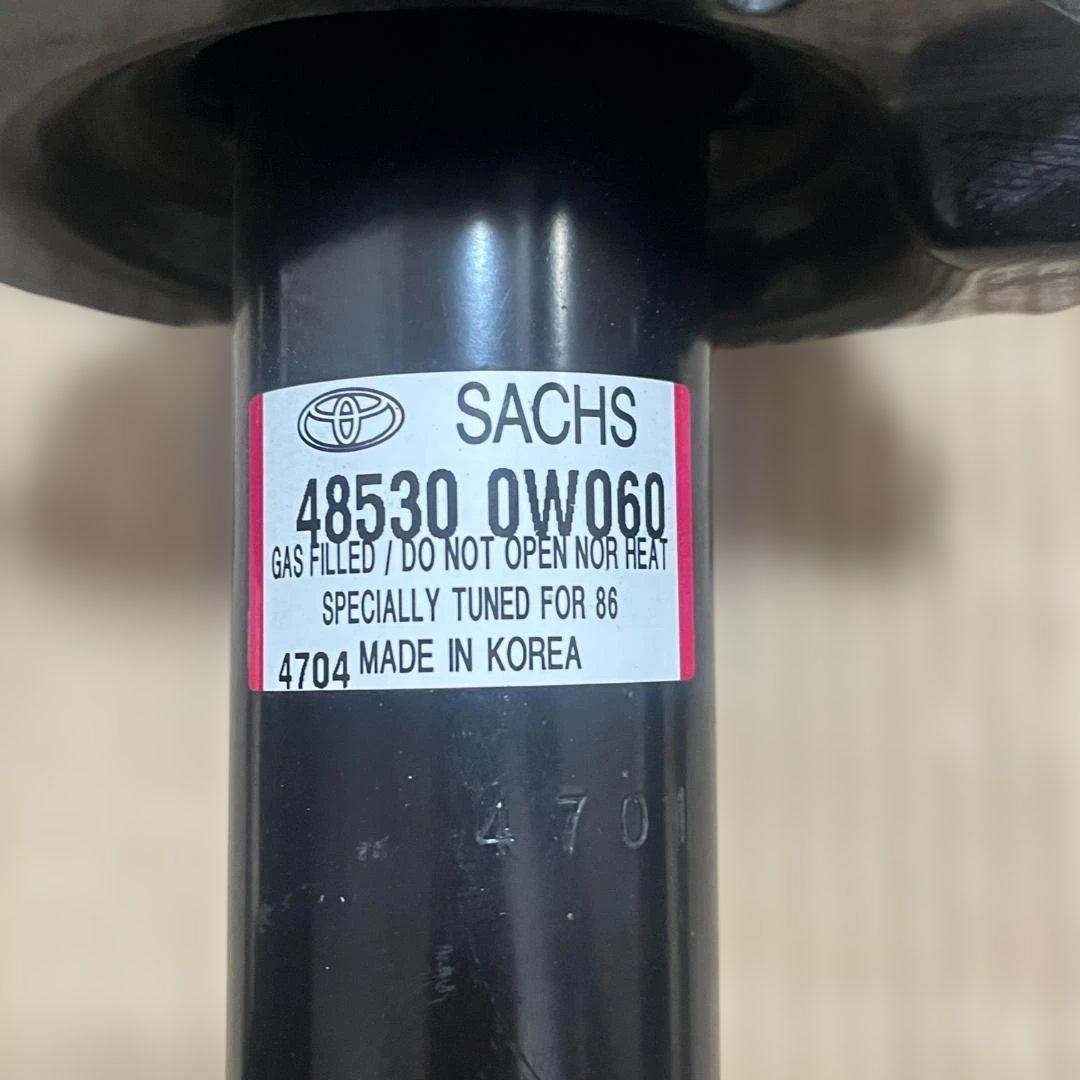 SACHS
48530 0W060
GAS FILLED / DO NOT OPEN NOR HEAT
SPECIALLY TUNED FOR 86
4704 MADE IN KOREA
4701